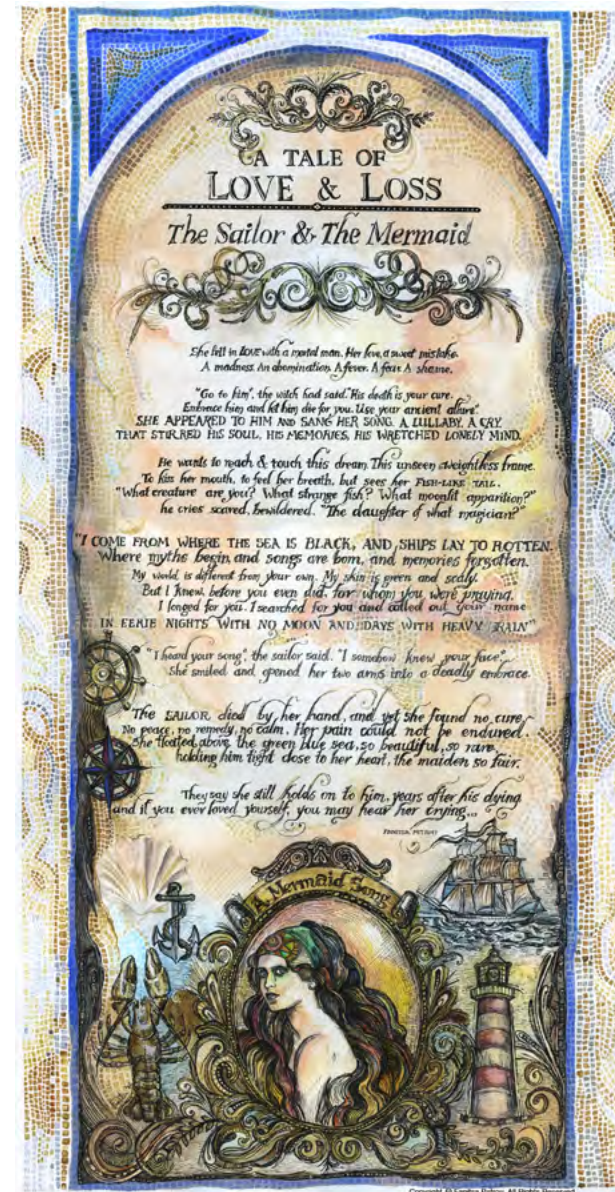 A TALE OF
LOVE & LOSS
The Sailor & The Mermaid
She fell in LOVE with a mortal man. Her love, a sweet mistake.
A madness. An abomination. A fever. A fear. A shame.
"Go to him", the witch had said. "His death is your cure.
Embrace him and let him die for you. Use your ancient allure".
SHE APPEARED TO HIM AND SANG HER SONG. A LULLABY. A CRY.
THAT STIRRED HIS SOUL, HIS MEMORIES, HIS WRETCHED LONELY MIND.
He wants to reach & touch this dream. This unseen weightless frame.
To kiss her mouth, to feel her breath, but sees her FISH-LIKE TAIL.
"What creature are you? What strange fish? What moonlit apparition?"
he cries scared, bewildered. "The daughter of what magician?"
"I COME FROM WHERE THE SEA IS BLACK, AND SHIPS LAY TO ROTTEN.
Where myths begin and songs are born, and memories forgotten.
My world is different from your own. My skin is green and scaly.
But I knew, before you even did, for whom you were praying.
I longed for you. I searched for you and called out your name
IN EERIE NIGHTS WITH NO MOON AND DAYS WITH HEAVY RAIN"
"I heard your song", the sailor said. "I somehow knew your face".
She smiled and opened her two arms into a deadly embrace.
The SAILOR died by her hand, and yet she found no cure,
No peace, no remedy, no calm. Her pain could not be endured.
She floated above the green blue sea, so beautiful, so rare,
holding him tight close to her heart, the maiden so fair.
They say she still holds on to him, years after his dying
and if you ever loved yourself, you may hear her crying...
A Mermaid Song